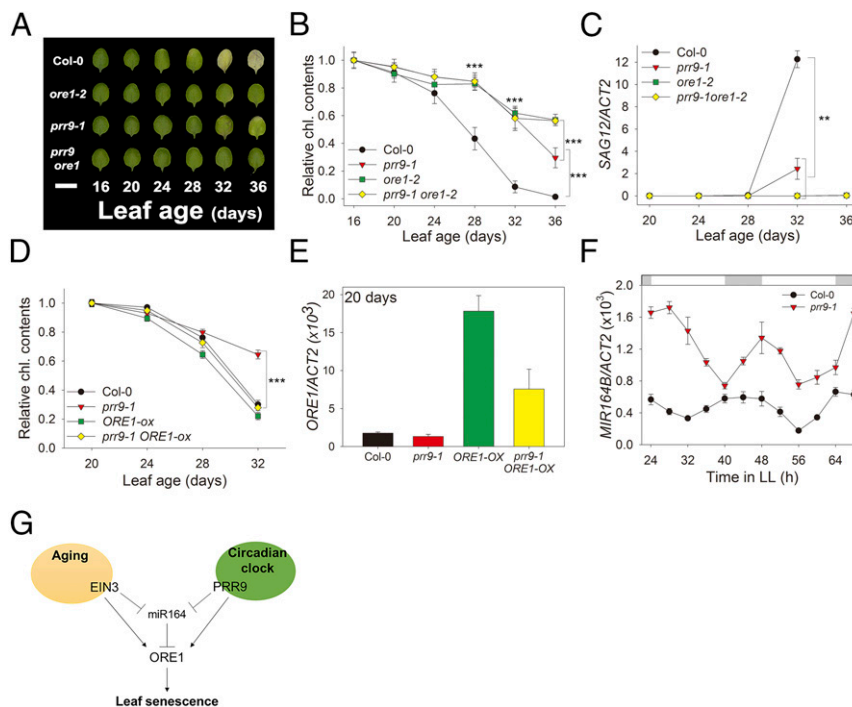 A
Col-0
ore1-2
prr9-1
prr9
ore1
16 20 24 28 32 36
Leaf age (days)
B
Relative chl. contents
1.0
0.8
0.6
0.4
0.2
0.0
***
***
***
***
Col-0
prr9-1
ore1-2
prr9-1 ore1-2
16 20 24 28 32 36
Leaf age (days)
C
SAG12/ACT2
12
10
8
6
4
2
0
Col-0
prr9-1
ore1-2
prr9-1ore1-2
**
20 24 28 32 36
Leaf age (days)
D
Relative chl. contents
1.0
0.8
0.6
0.4
0.2
0.0
***
Col-0
prr9-1
ORE1-ox
prr9-1 ORE1-ox
20 24 28 32
Leaf age (days)
E
20 days
ORE1/ACT2 (x10³)
20
15
10
5
0
Col-0 prr9-1 ORE1-OX prr9-1
ORE1-OX
F
MIR164B/ACT2 (x10³)
2.0
1.6
1.2
0.8
0.4
0.0
Col-0
prr9-1
24 32 40 48 56 64
Time in LL (h)
G
Aging
EIN3
Circadian
clock
PRR9
miR164
ORE1
Leaf senescence